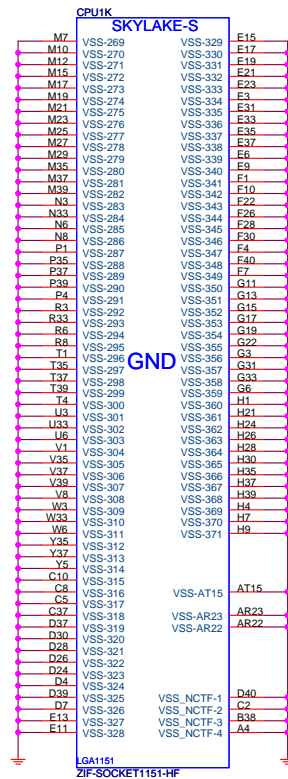 CPU1K
SKYLAKE-S
M7 VSS-269 VSS-329 E15
M10 VSS-270 VSS-330 E17
M12 VSS-271 VSS-331 E19
M15 VSS-272 VSS-332 E21
M17 VSS-273 VSS-333 E23
M19 VSS-274 VSS-334 E3
M21 VSS-275 VSS-335 E31
M23 VSS-276 VSS-336 E33
M25 VSS-277 VSS-337 E35
M27 VSS-278 VSS-338 E37
M29 VSS-279 VSS-339 E6
M35 VSS-280 VSS-340 E9
M37 VSS-281 VSS-341 F1
M39 VSS-282 VSS-342 F10
N3 VSS-283 VSS-343 F22
N33 VSS-284 VSS-344 F26
N6 VSS-285 VSS-345 F28
N8 VSS-286 VSS-346 F30
P1 VSS-287 VSS-347 F4
P35 VSS-288 VSS-348 F40
P37 VSS-289 VSS-349 F7
P39 VSS-290 VSS-350 G11
P4 VSS-291 VSS-351 G13
R3 VSS-292 VSS-352 G15
R33 VSS-293 VSS-353 G17
R6 VSS-294 VSS-354 G19
R8 VSS-295 VSS-355 G22
T1 VSS-296 VSS-356 G3
T35 VSS-297 VSS-357 G31
GND
T37 VSS-298 VSS-358 G33
T39 VSS-299 VSS-359 G6
T4 VSS-300 VSS-360 H1
U3 VSS-301 VSS-361 H21
U33 VSS-302 VSS-362 H24
U6 VSS-303 VSS-363 H26
V1 VSS-304 VSS-364 H28
V35 VSS-305 VSS-365 H30
V37 VSS-306 VSS-366 H35
V39 VSS-307 VSS-367 H37
V8 VSS-308 VSS-368 H39
W3 VSS-309 VSS-369 H4
W33 VSS-310 VSS-370 H7
W6 VSS-311 VSS-371 H9
Y35 VSS-312
Y37 VSS-313
Y5 VSS-314
C10 VSS-315
C8 VSS-316 VSS-AT15 AT15
C5 VSS-317
C37 VSS-318 VSS-AR23 AR23
D37 VSS-319 VSS-AR22 AR22
D30 VSS-320
D28 VSS-321
D26 VSS-322
D24 VSS-323
D4 VSS-324
D39 VSS-325 VSS_NCTF-1 D40
D7 VSS-326 VSS_NCTF-2 C2
E13 VSS-327 VSS_NCTF-3 B38
E11 VSS-328 VSS_NCTF-4 A4
LGA1151
ZIF-SOCKET1151-HF